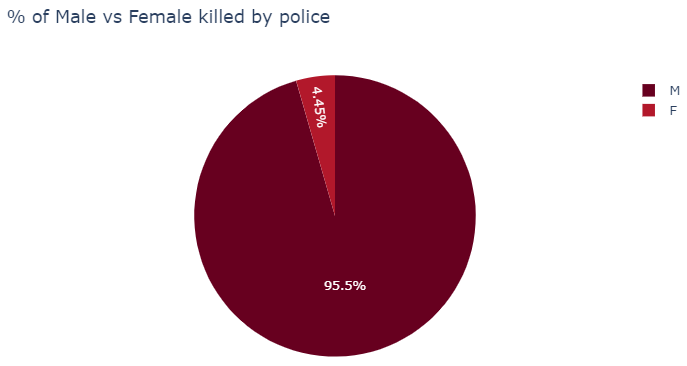 % of Male vs Female killed by police
M
F
4.45%
95.5%